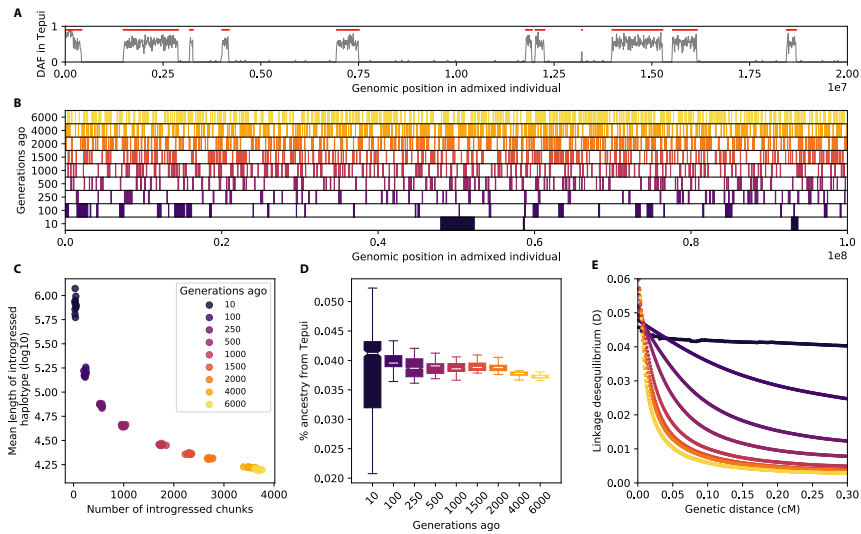 A
1
0
DAF in Tepui
0.00 0.25 0.50 0.75 1.00 1.25 1.50 1.75 2.00
Genomic position in admixed individual
1e7
B
Generations ago
6000
4000
2000
1500
1000
500
250
100
10
0.0 0.2 0.4 0.6 0.8 1.0
Genomic position in admixed individual
1e8
C
Mean length of introgressed
haplotype (log10)
6.00
5.75
5.50
5.25
5.00
4.75
4.50
4.25
0 1000 2000 3000 4000
Number of introgressed chunks
Generations ago
10
100
250
500
1000
1500
2000
4000
6000
D
% ancestry from Tepui
0.050
0.045
0.040
0.035
0.030
0.025
0.020
10 100 250 500 1000 1500 2000 4000 6000
Generations ago
E
Linkage desequilibrium (D)
0.06
0.05
0.04
0.03
0.02
0.01
0.00
0.00 0.05 0.10 0.15 0.20 0.25 0.30
Genetic distance (cM)